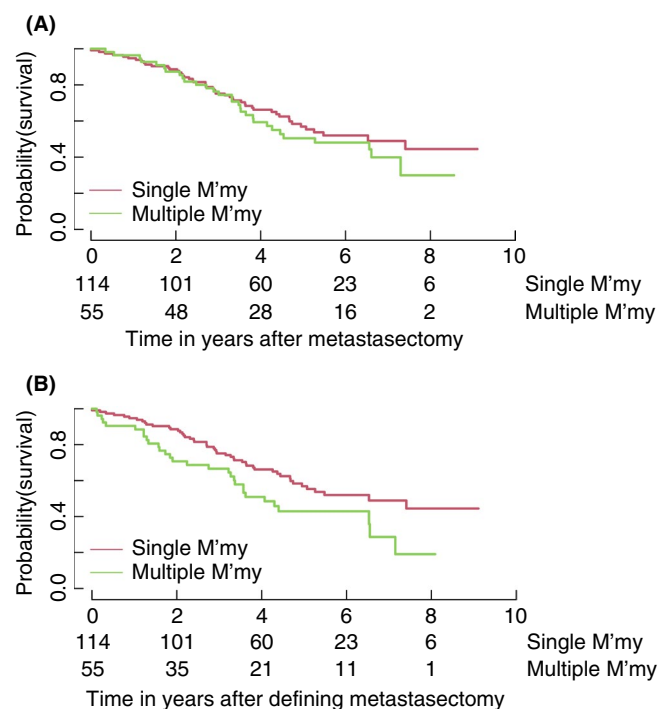 (A)
Probability(survival)
0.8
0.4
0.0
Single M'my
Multiple M'my
0 2 4 6 8 10
114 101 60 23 6 Single M'my
55 48 28 16 2 Multiple M'my
Time in years after metastasectomy
(B)
Probability(survival)
0.8
0.4
0.0
Single M'my
Multiple M'my
0 2 4 6 8 10
114 101 60 23 6 Single M'my
55 35 21 11 1 Multiple M'my
Time in years after defining metastasectomy